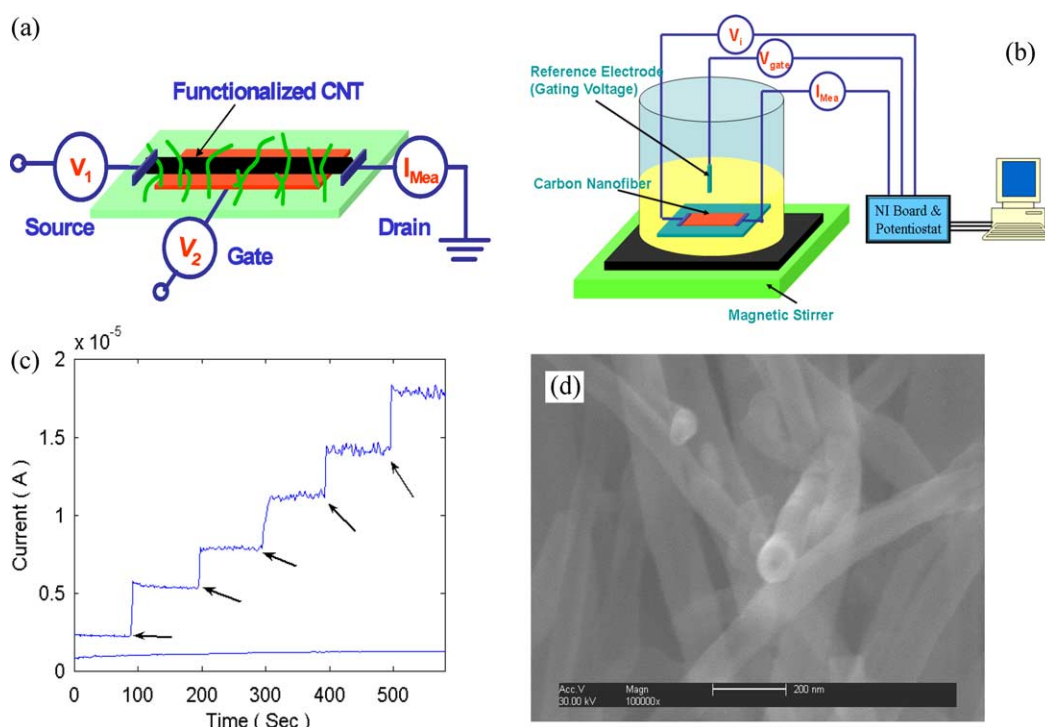 (a)
Functionalized CNT
V1
Source
V2
Gate
IMea
Drain
(b)
Vi
Vgate
IMea
Reference Electrode
(Gating Voltage)
Carbon Nanofiber
NI Board &
Potentiostat
Magnetic Stirrer
(c)
x 10-5
2
1.5
1
0.5
0
Current ( A )
0 100 200 300 400 500
Time ( Sec )
(d)
Acc.V Magn 200 nm
30.00 kV 100000x